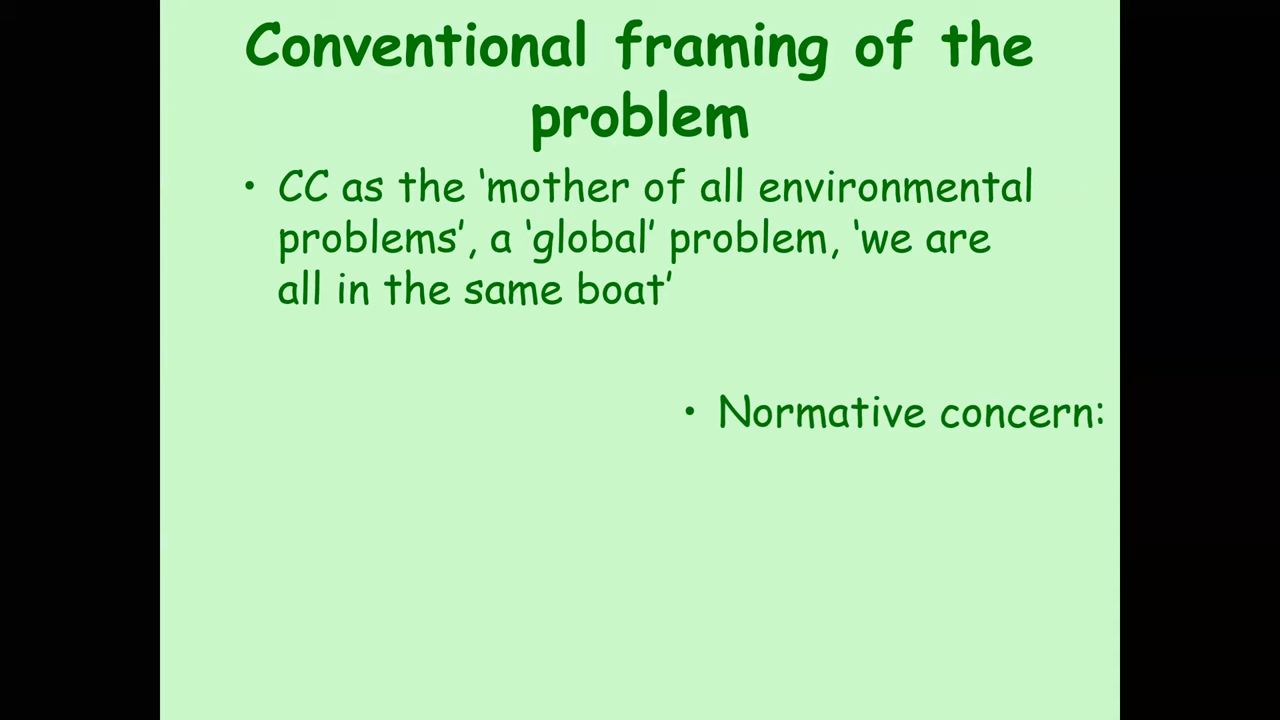 Conventional framing of the
problem
• CC as the ‘mother of all environmental
problems’, a ‘global’ problem, ‘we are
all in the same boat’
• Normative concern: